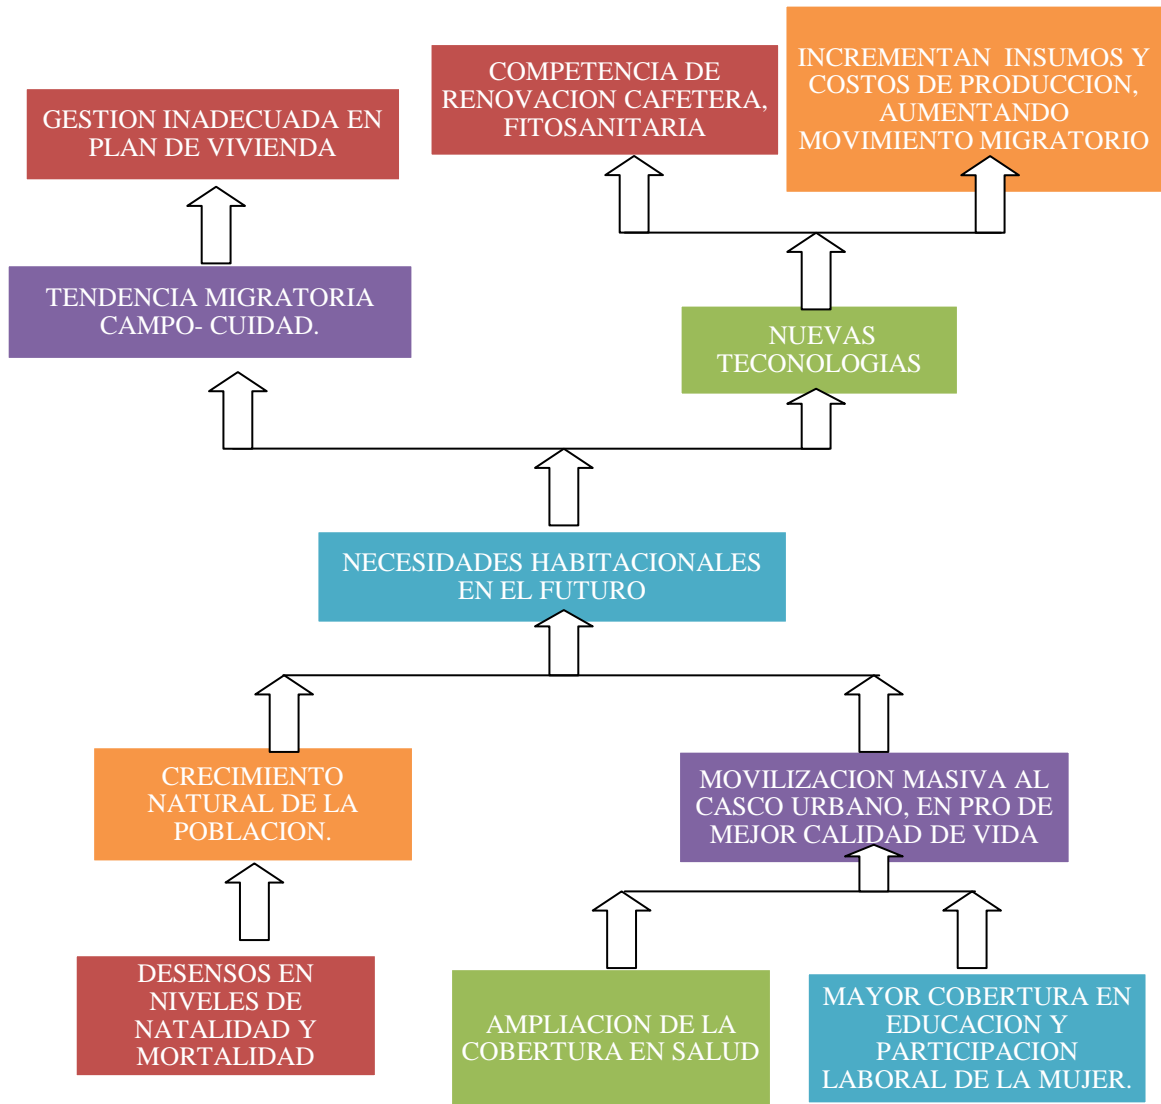 INCREMENTAN INSUMOS Y
COSTOS DE PRODUCCION,
AUMENTANDO
MOVIMIENTO MIGRATORIO
COMPETENCIA DE
RENOVACION CAFETERA,
FITOSANITARIA
GESTION INADECUADA EN
PLAN DE VIVIENDA
TENDENCIA MIGRATORIA
CAMPO- CUIDAD.
NUEVAS
TECONOLOGIAS
NECESIDADES HABITACIONALES
EN EL FUTURO
CRECIMIENTO
NATURAL DE LA
POBLACION.
MOVILIZACION MASIVA AL
CASCO URBANO, EN PRO DE
MEJOR CALIDAD DE VIDA
DESENSOS EN
NIVELES DE
NATALIDAD Y
MORTALIDAD
AMPLIACION DE LA
COBERTURA EN SALUD
MAYOR COBERTURA EN
EDUCACION Y
PARTICIPACION
LABORAL DE LA MUJER.